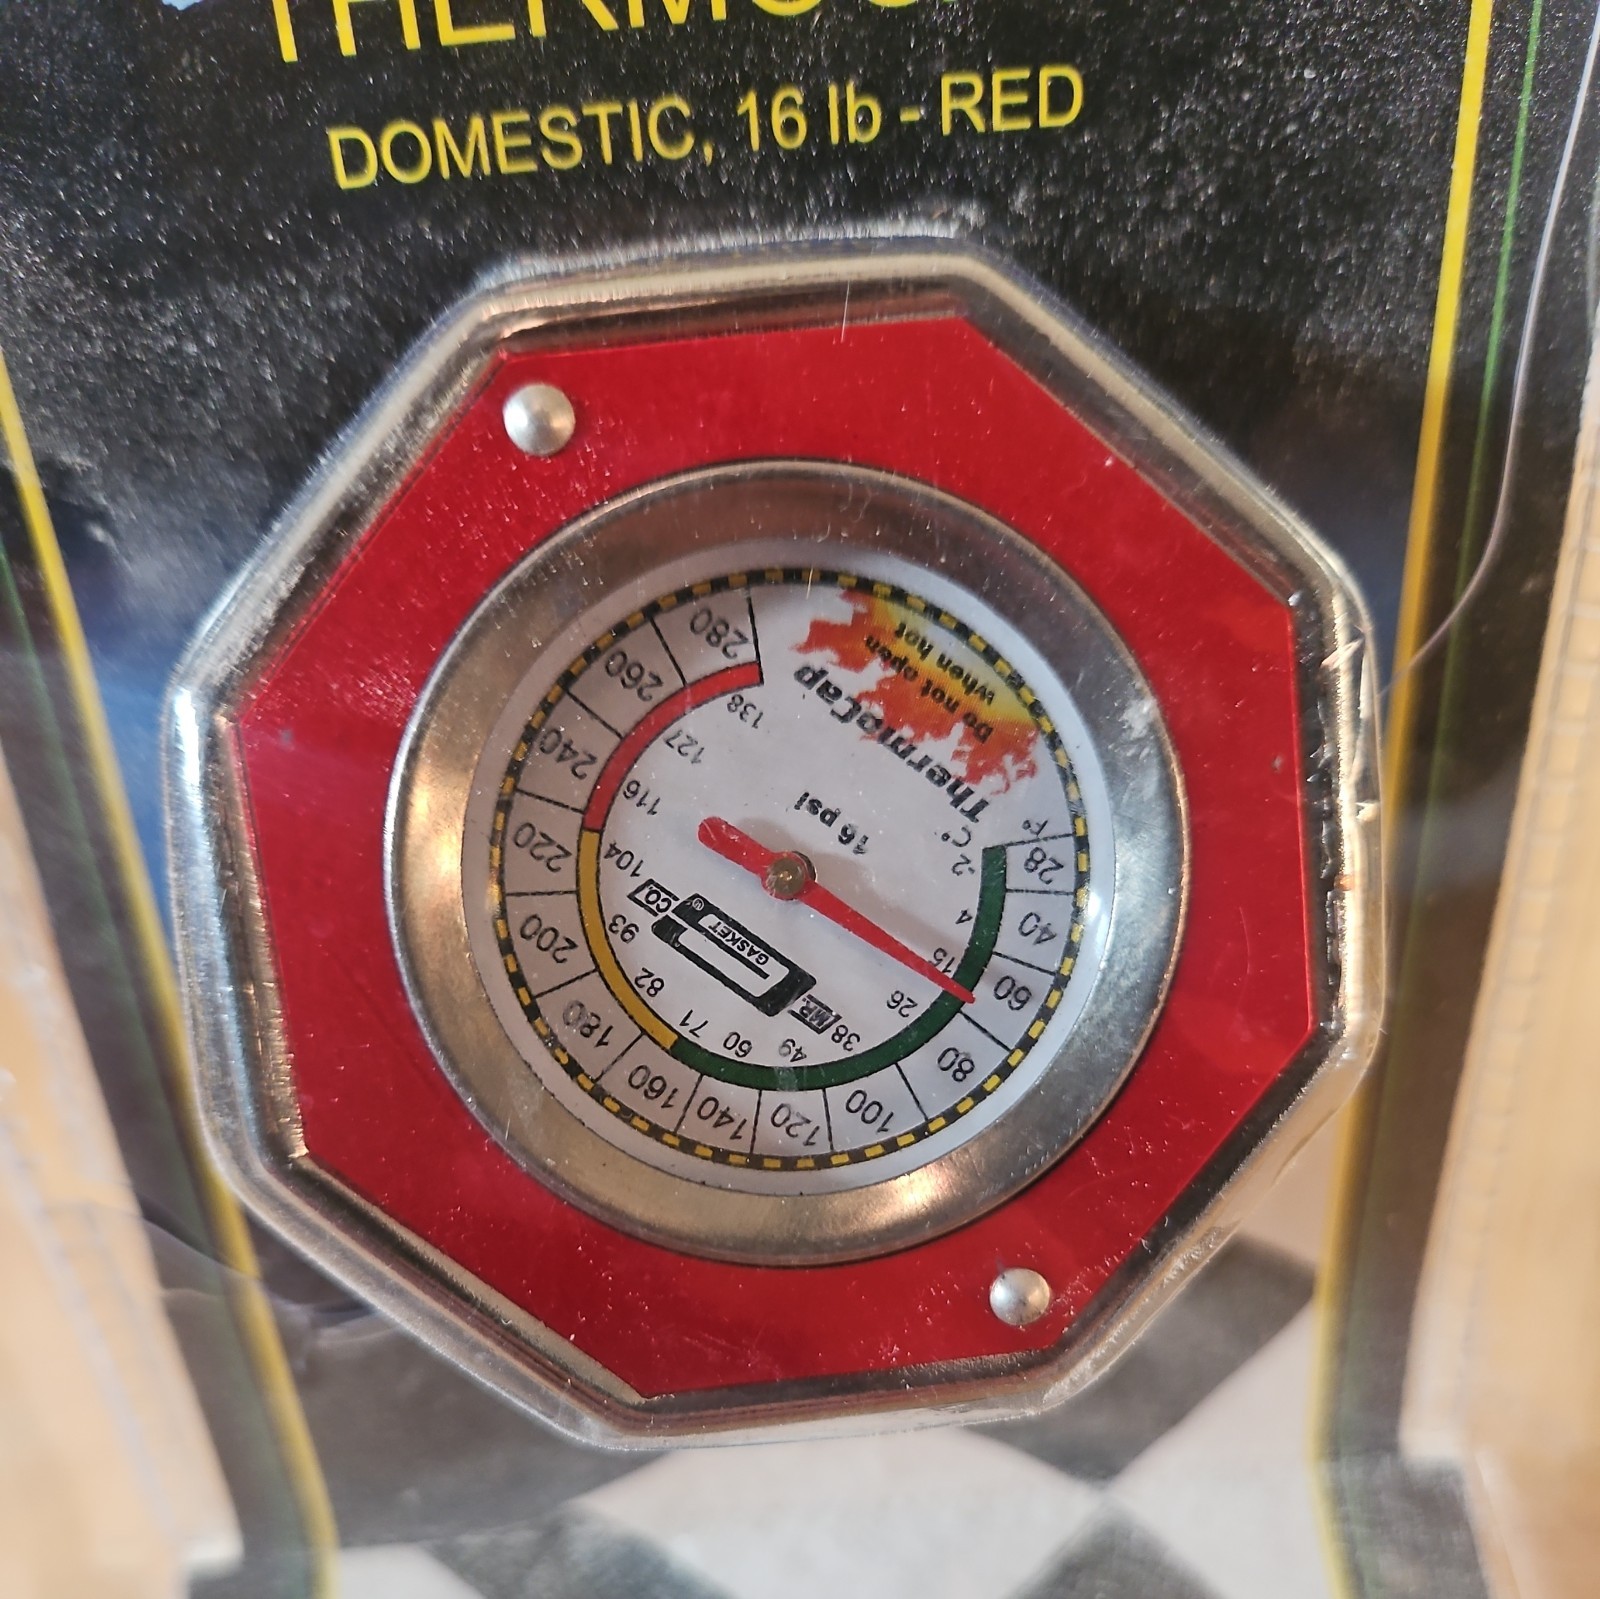 DOMESTIC, 16 lb - RED
Do not open
when hot
ThermoCap
16 psi
F°
28
40
60
80
100
120
140
160
180
200
220
240
260
280
C°
-2
4
15
26
38
49
60
71
82
93
104
116
127
138
MR.
GASKET
CO.